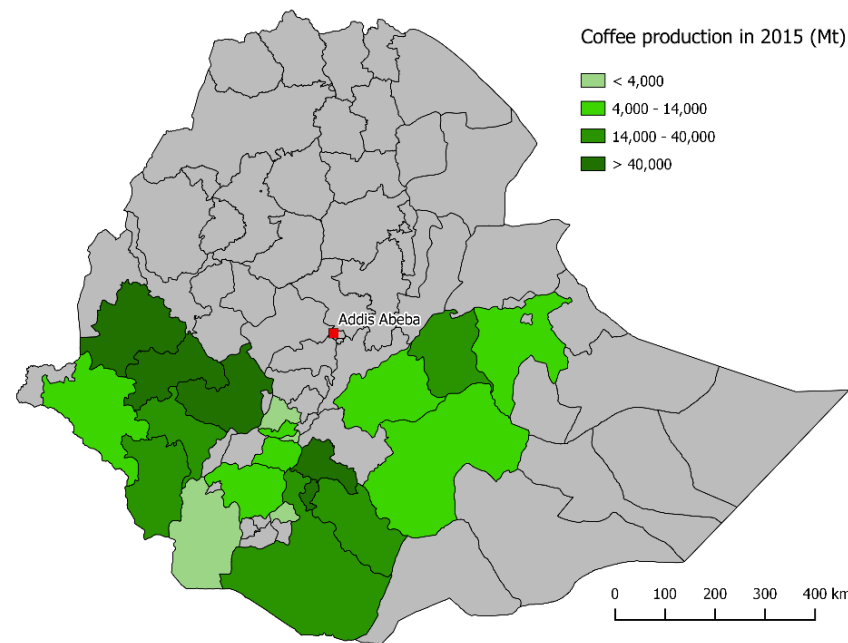 Coffee production in 2015 (Mt)
< 4,000
4,000 - 14,000
14,000 - 40,000
> 40,000
Addis Abeba
0 100 200 300 400 km